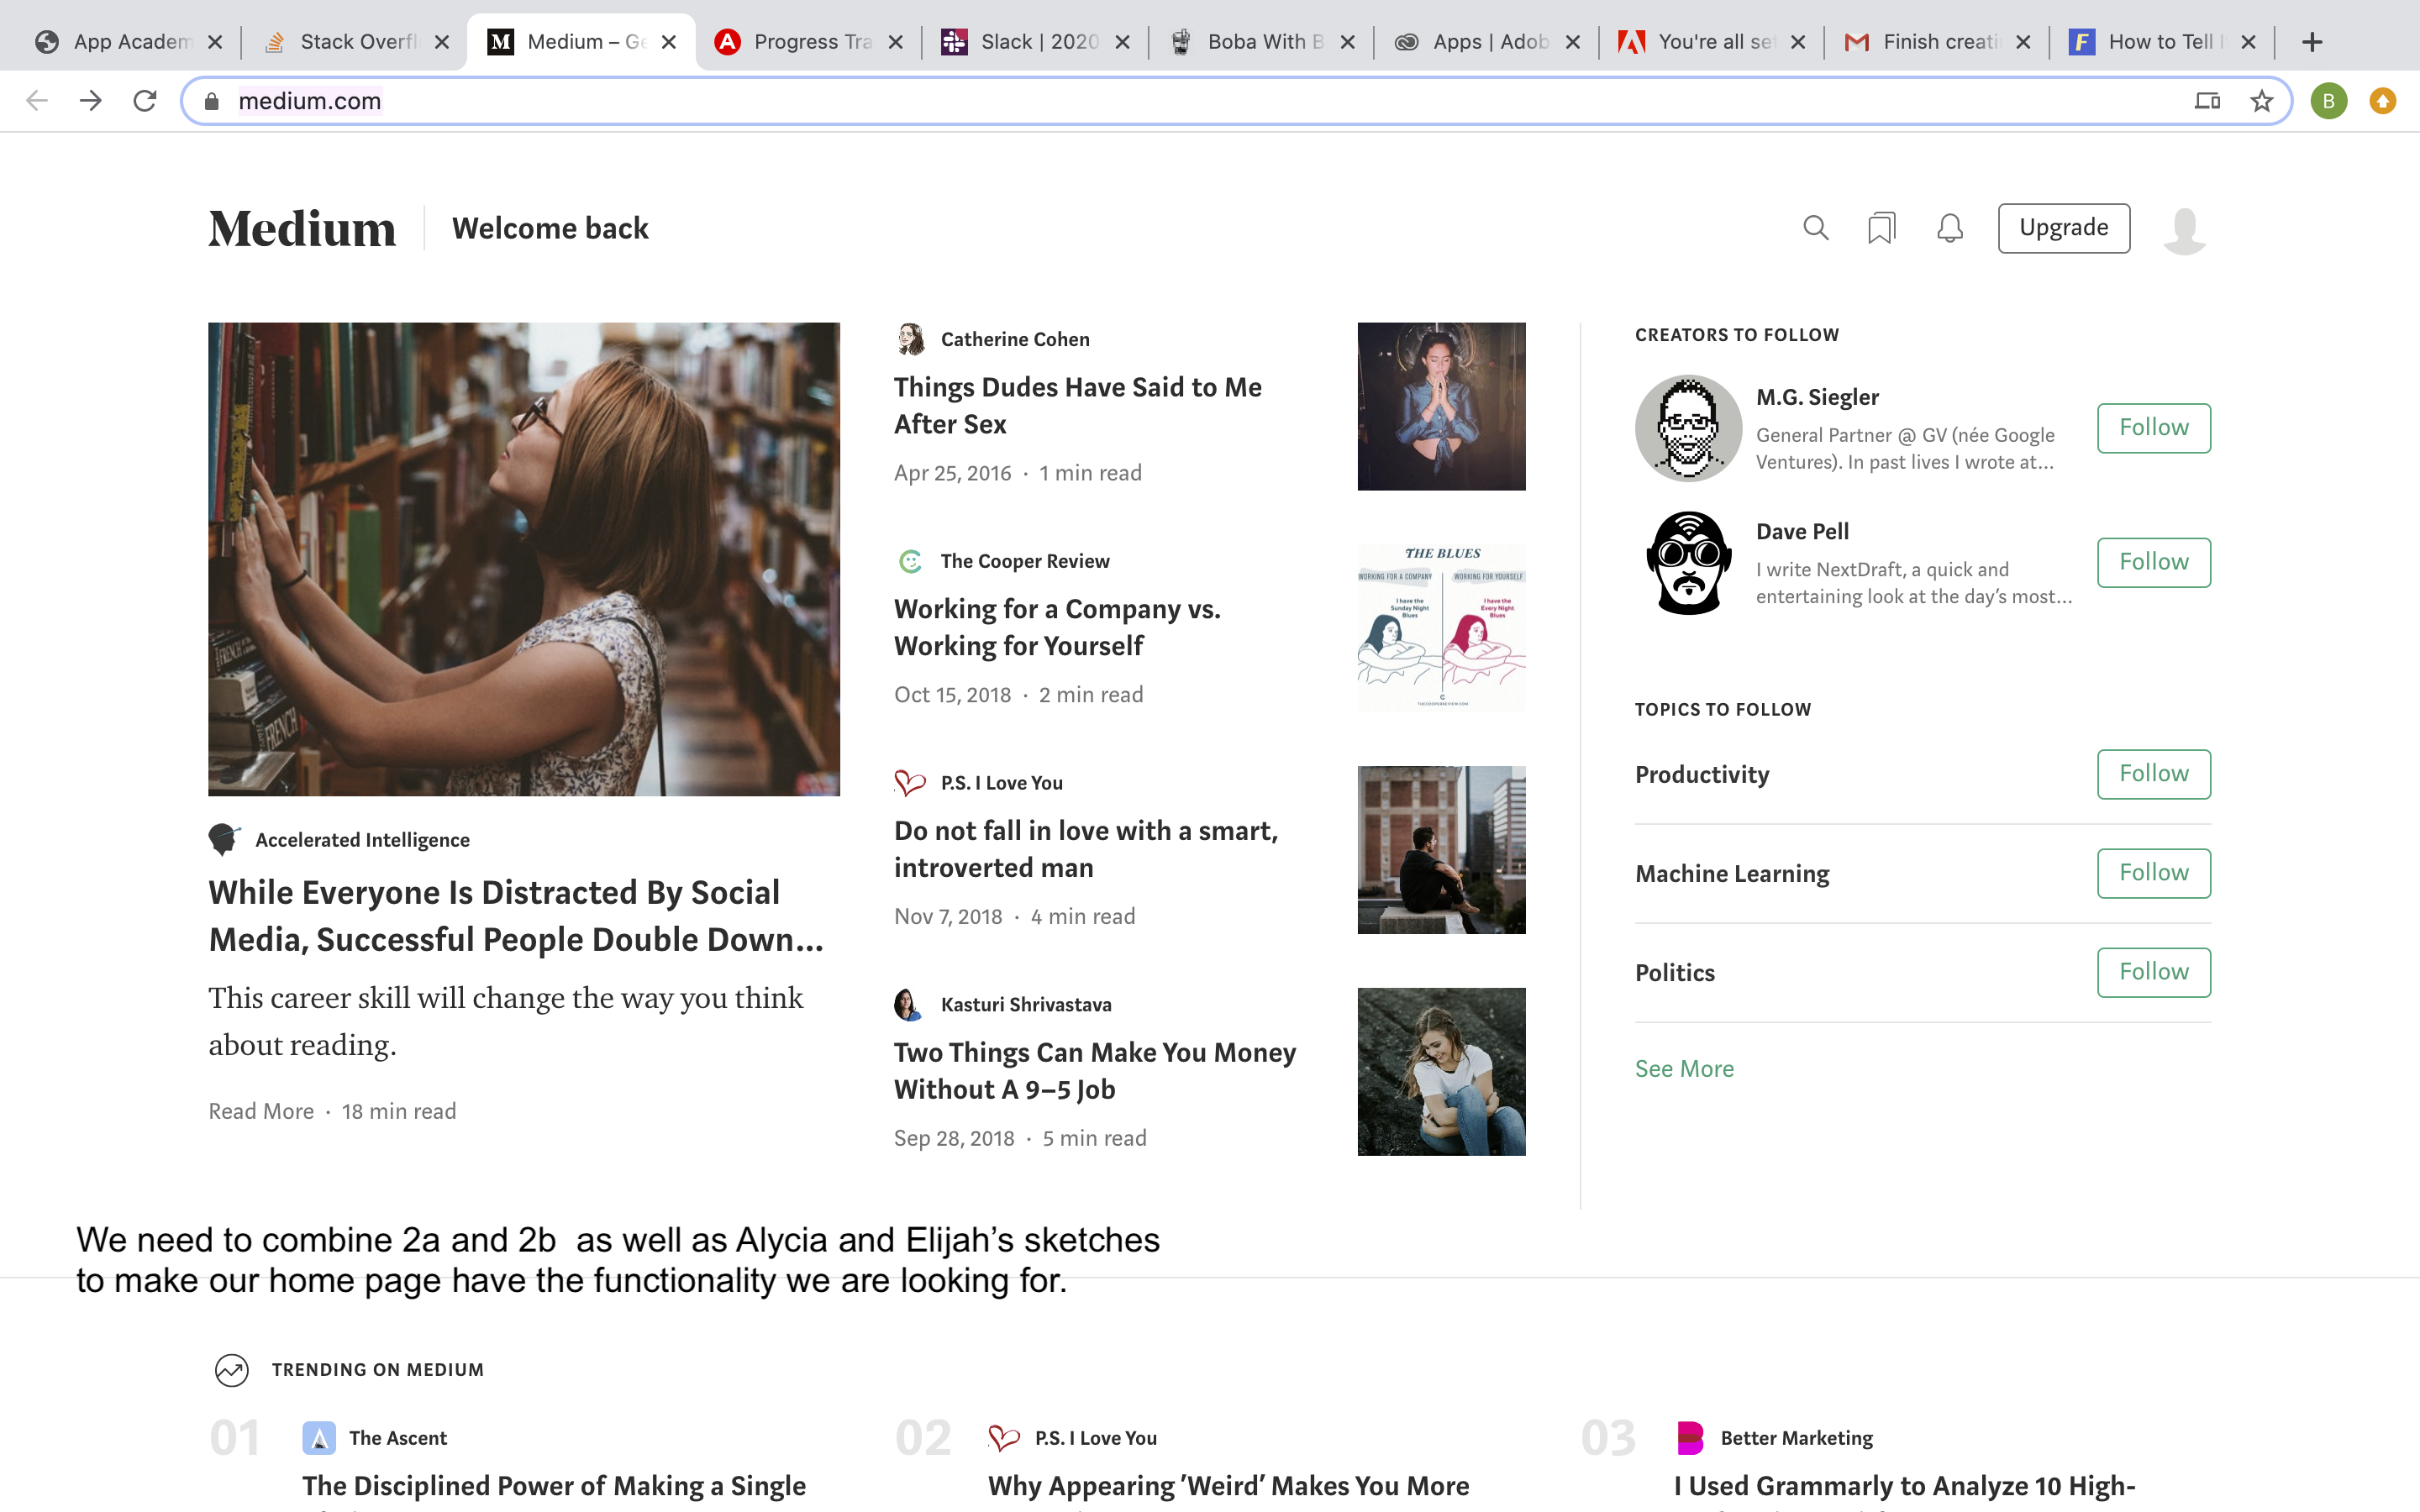 App Academ
Stack Overfl
Medium – Ge
Progress Tra
Slack | 2020
Boba With B
Apps | Adob
You're all set
Finish creati
How to Tell I
medium.com
B
Medium
Welcome back
Upgrade
Accelerated Intelligence
While Everyone Is Distracted By Social
Media, Successful People Double Down...
This career skill will change the way you think
about reading.
Read More · 18 min read
Catherine Cohen
Things Dudes Have Said to Me
After Sex
Apr 25, 2016 · 1 min read
The Cooper Review
Working for a Company vs.
Working for Yourself
Oct 15, 2018 · 2 min read
THE BLUES
WORKING FOR A COMPANY
WORKING FOR YOURSELF
I have the
Sunday Night
Blues
I have the
Every Night
Blues
THECOOPERREVIEW.COM
P.S. I Love You
Do not fall in love with a smart,
introverted man
Nov 7, 2018 · 4 min read
Kasturi Shrivastava
Two Things Can Make You Money
Without A 9–5 Job
Sep 28, 2018 · 5 min read
CREATORS TO FOLLOW
M.G. Siegler
General Partner @ GV (née Google
Ventures). In past lives I wrote at...
Follow
Dave Pell
I write NextDraft, a quick and
entertaining look at the day's most...
Follow
TOPICS TO FOLLOW
Productivity
Follow
Machine Learning
Follow
Politics
Follow
See More
We need to combine 2a and 2b as well as Alycia and Elijah's sketches
to make our home page have the functionality we are looking for.
TRENDING ON MEDIUM
01
The Ascent
The Disciplined Power of Making a Single
02
P.S. I Love You
Why Appearing 'Weird' Makes You More
03
Better Marketing
I Used Grammarly to Analyze 10 High-